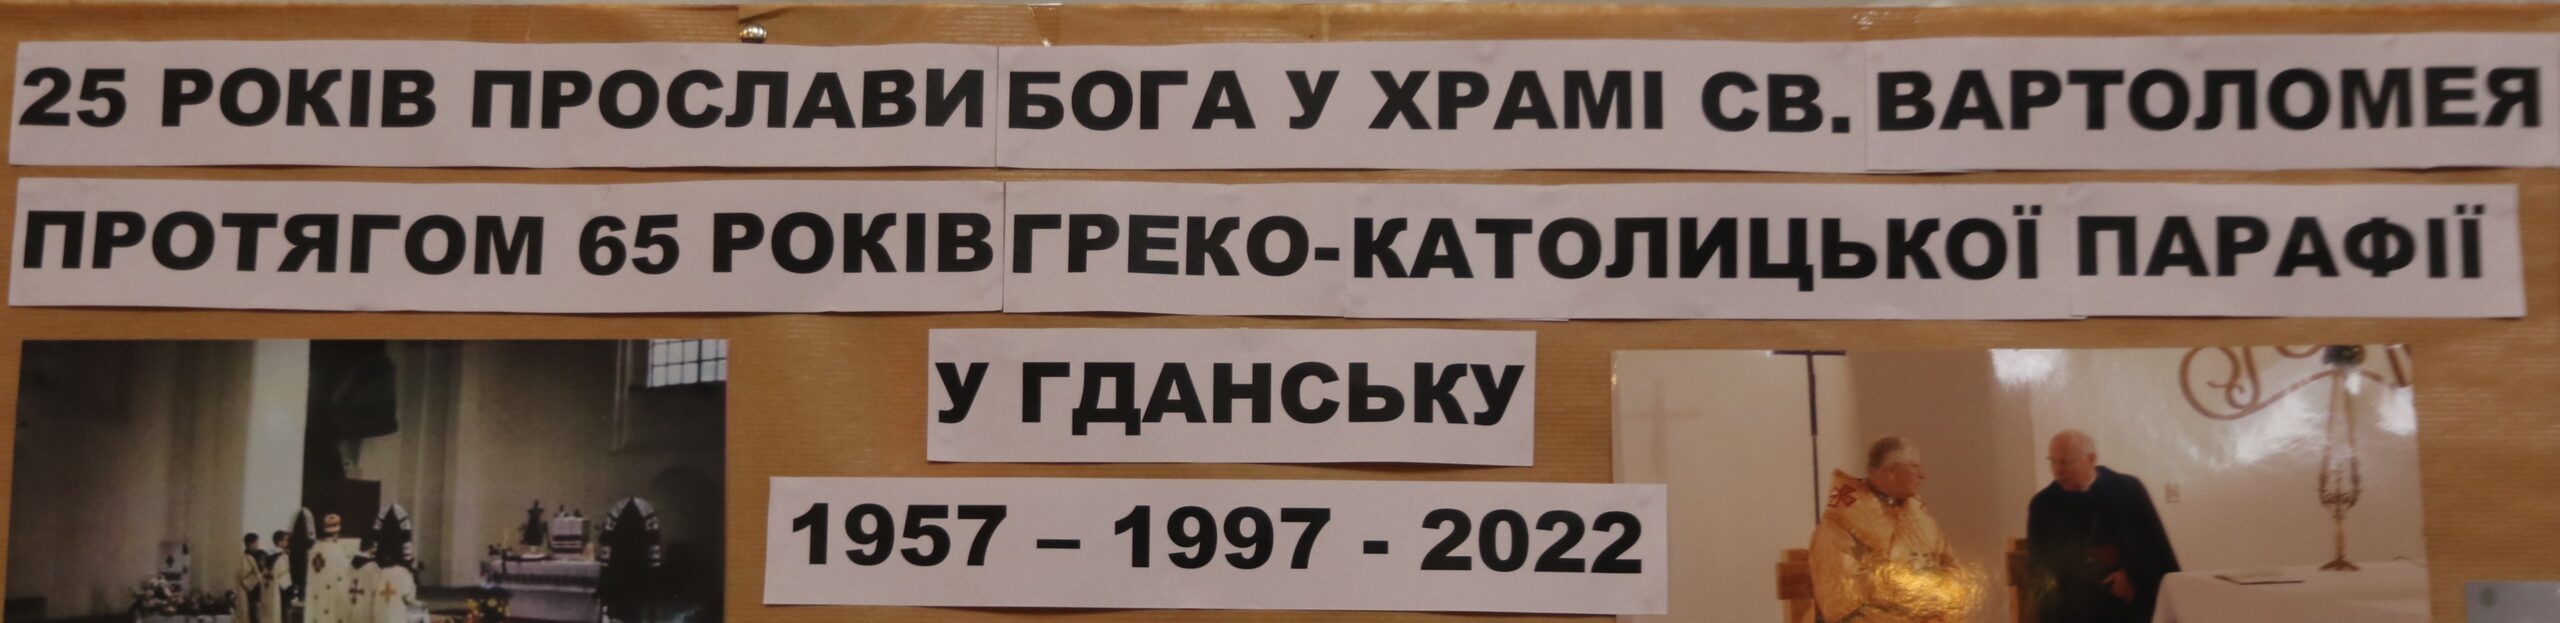 25 РОКІВ ПРОСЛАВИ БОГА У ХРАМІ СВ. ВАРТОЛОМЕЯ
ПРОТЯГОМ 65 РОКІВ ГРЕКО-КАТОЛИЦЬКОЇ ПАРАФІЇ
У ГДАНСЬКУ
1957 – 1997 - 2022